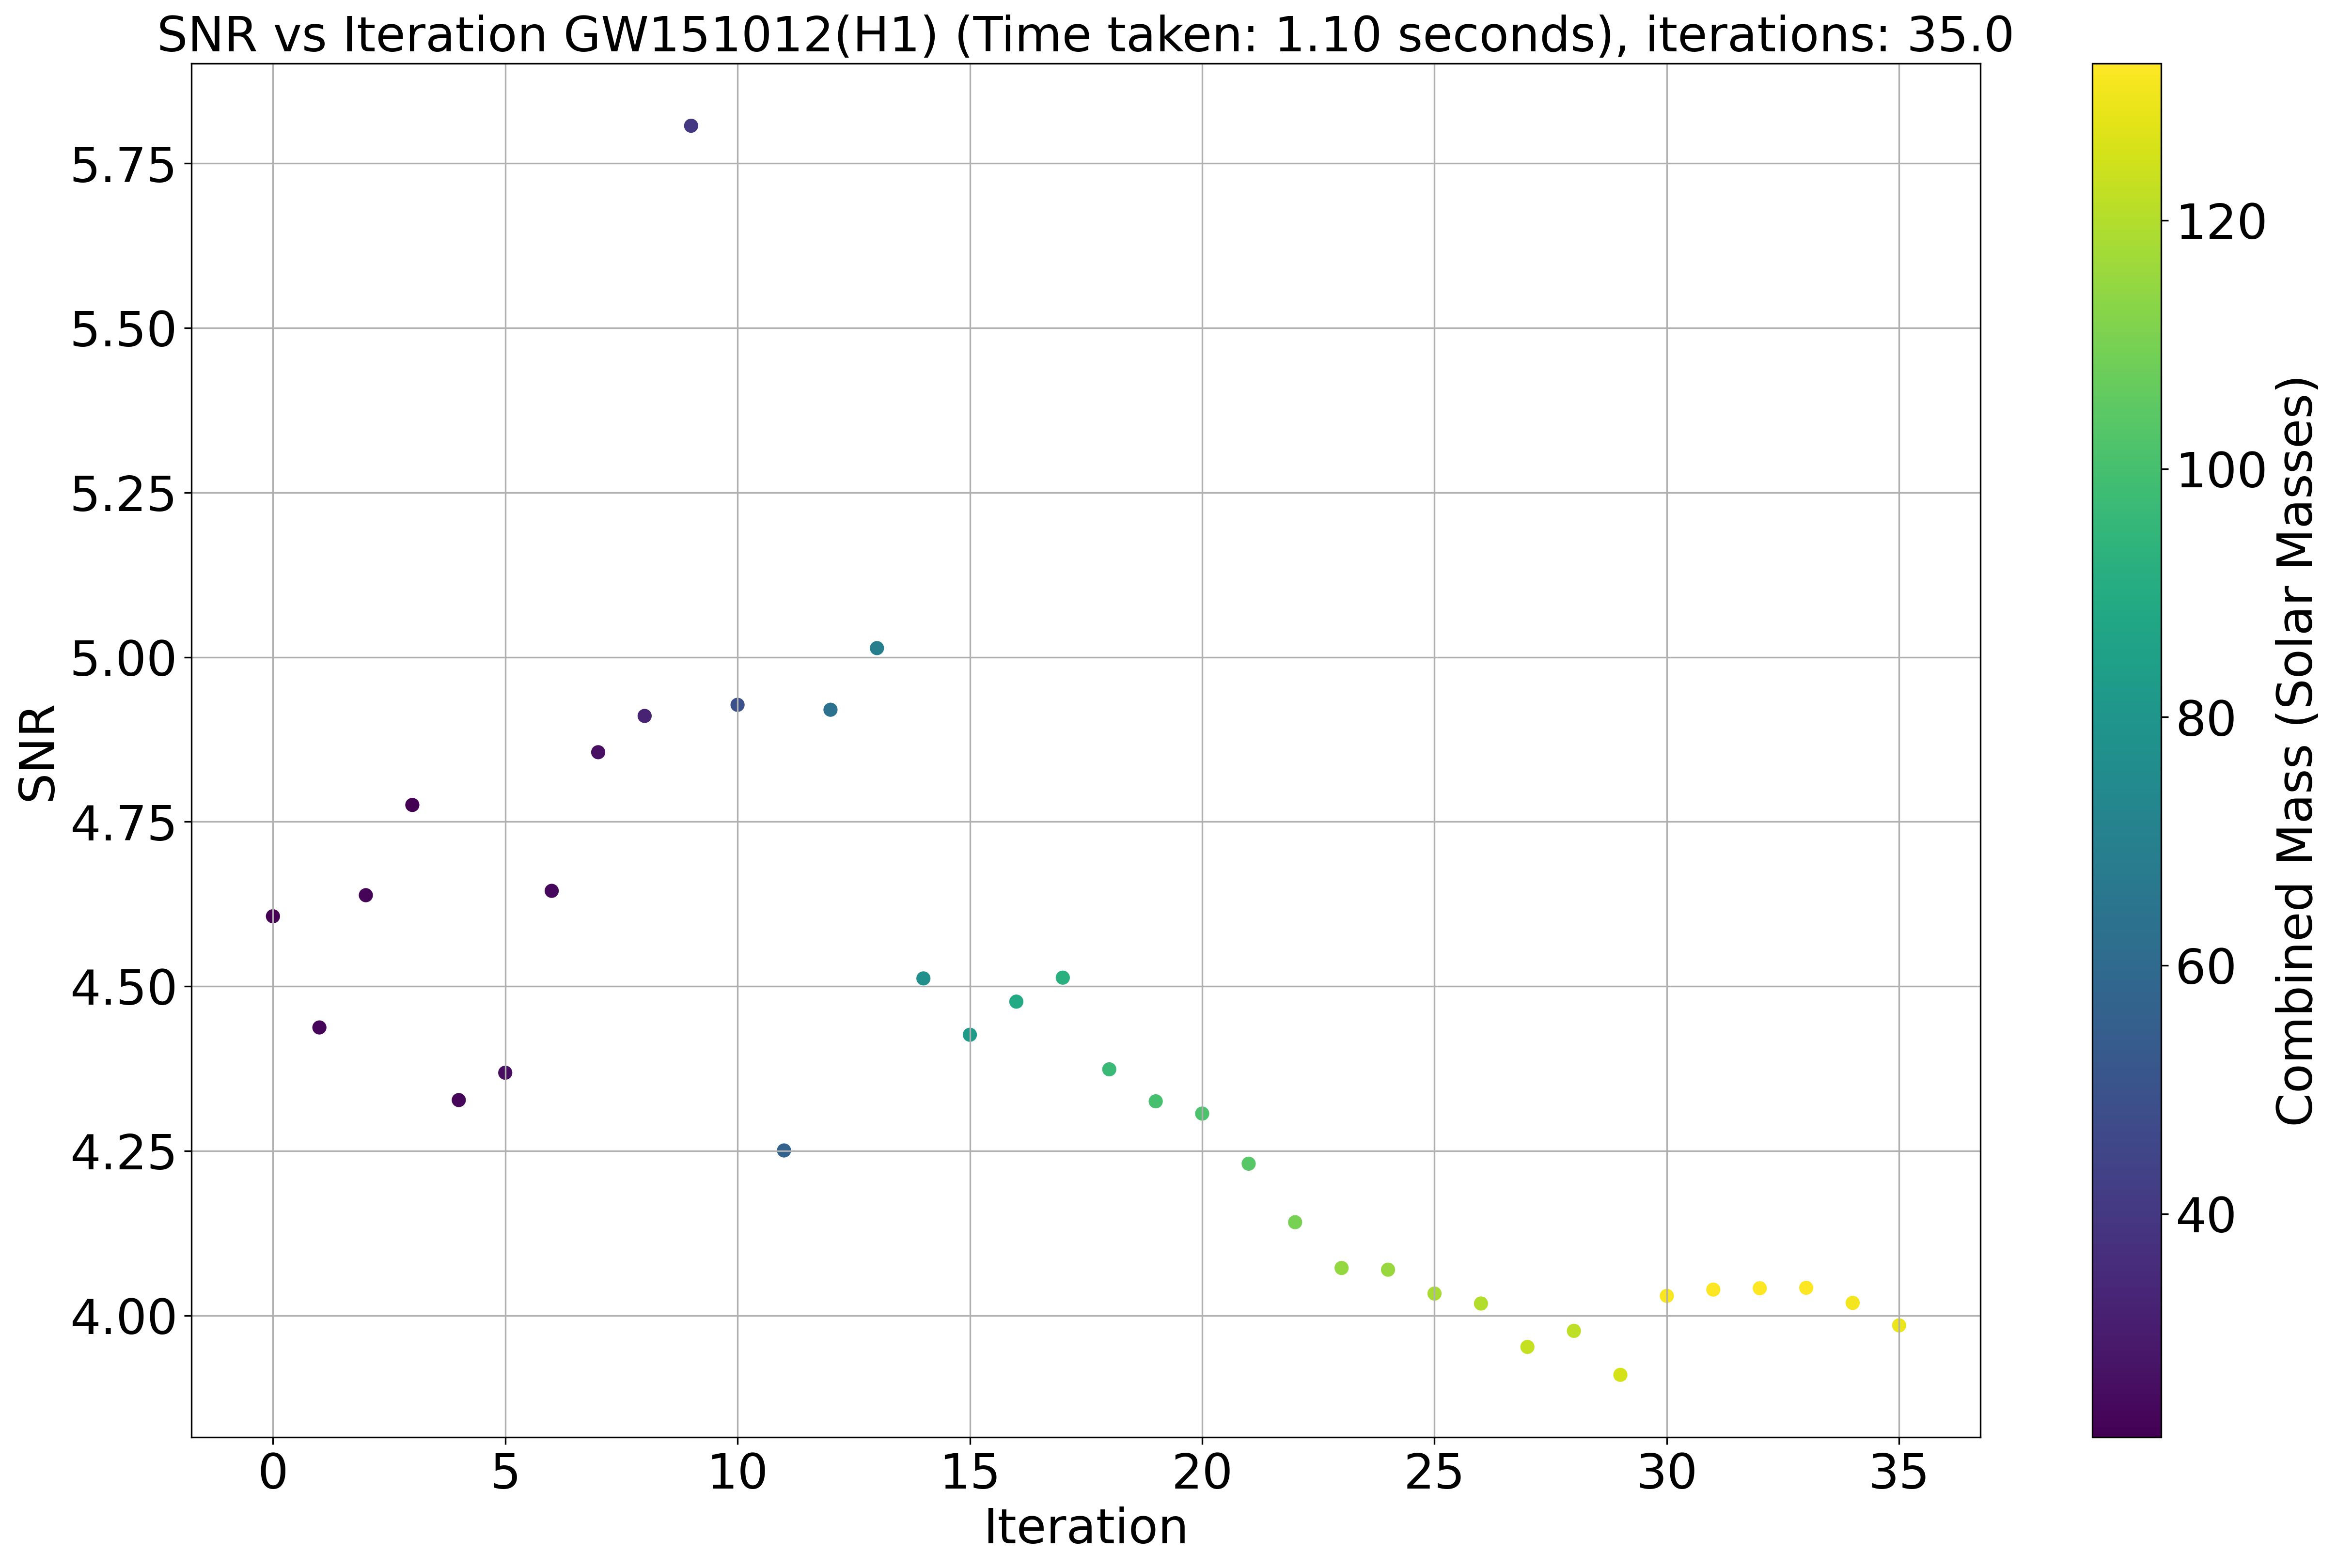 SNR vs Iteration GW151012(H1) (Time taken: 1.10 seconds), iterations: 35.0
SNR
5.75
5.50
5.25
5.00
4.75
4.50
4.25
4.00
0 5 10 15 20 25 30 35
Iteration
120
100
80
60
40
Combined Mass (Solar Masses)